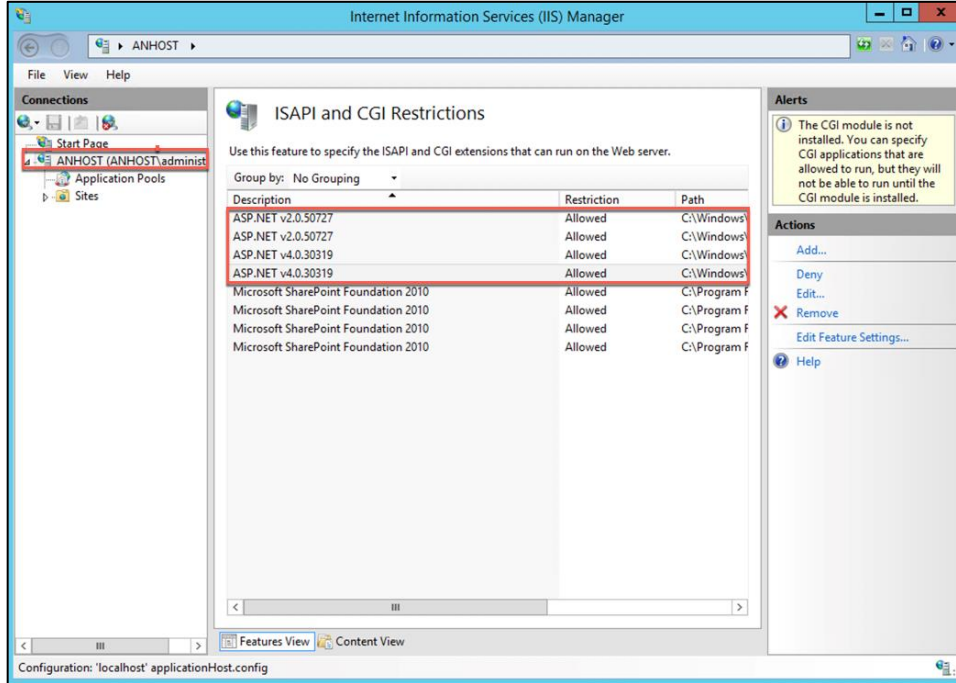 Internet Information Services (IIS) Manager
ANHOST
File View Help
Connections
Start Page
ANHOST (ANHOST\administ
Application Pools
Sites
ISAPI and CGI Restrictions
Use this feature to specify the ISAPI and CGI extensions that can run on the Web server.
Group by: No Grouping
Description Restriction Path
ASP.NET v2.0.50727 Allowed C:\Windows\
ASP.NET v2.0.50727 Allowed C:\Windows\
ASP.NET v4.0.30319 Allowed C:\Windows\
ASP.NET v4.0.30319 Allowed C:\Windows\
Microsoft SharePoint Foundation 2010 Allowed C:\Program F
Microsoft SharePoint Foundation 2010 Allowed C:\Program F
Microsoft SharePoint Foundation 2010 Allowed C:\Program F
Microsoft SharePoint Foundation 2010 Allowed C:\Program F
Features View Content View
Alerts
The CGI module is not
installed. You can specify
CGI applications that are
allowed to run, but they will
not be able to run until the
CGI module is installed.
Actions
Add...
Deny
Edit...
Remove
Edit Feature Settings...
Help
Configuration: 'localhost' applicationHost.config